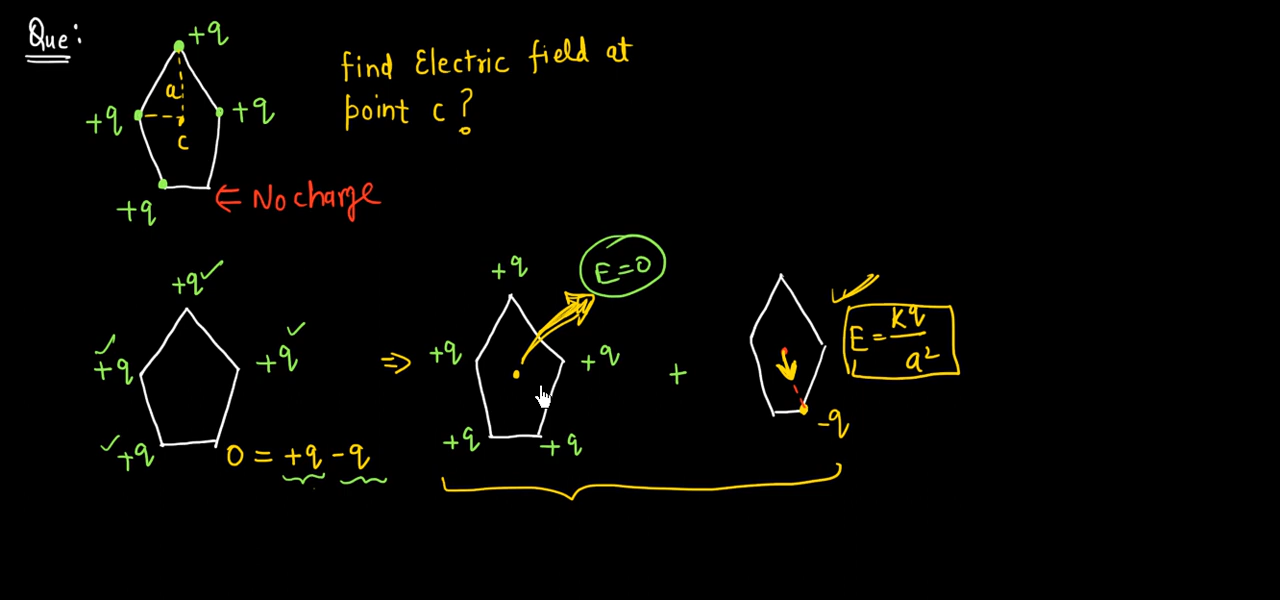 Que:
+q
a
+q
+q
c
+q
⇐ No charge
find Electric field at
point c?
+q
+q
+q
+q
0 = +q -q
⇒
+q
E=0
+q
+q
+q
+q
+
E = kq/a²
-q